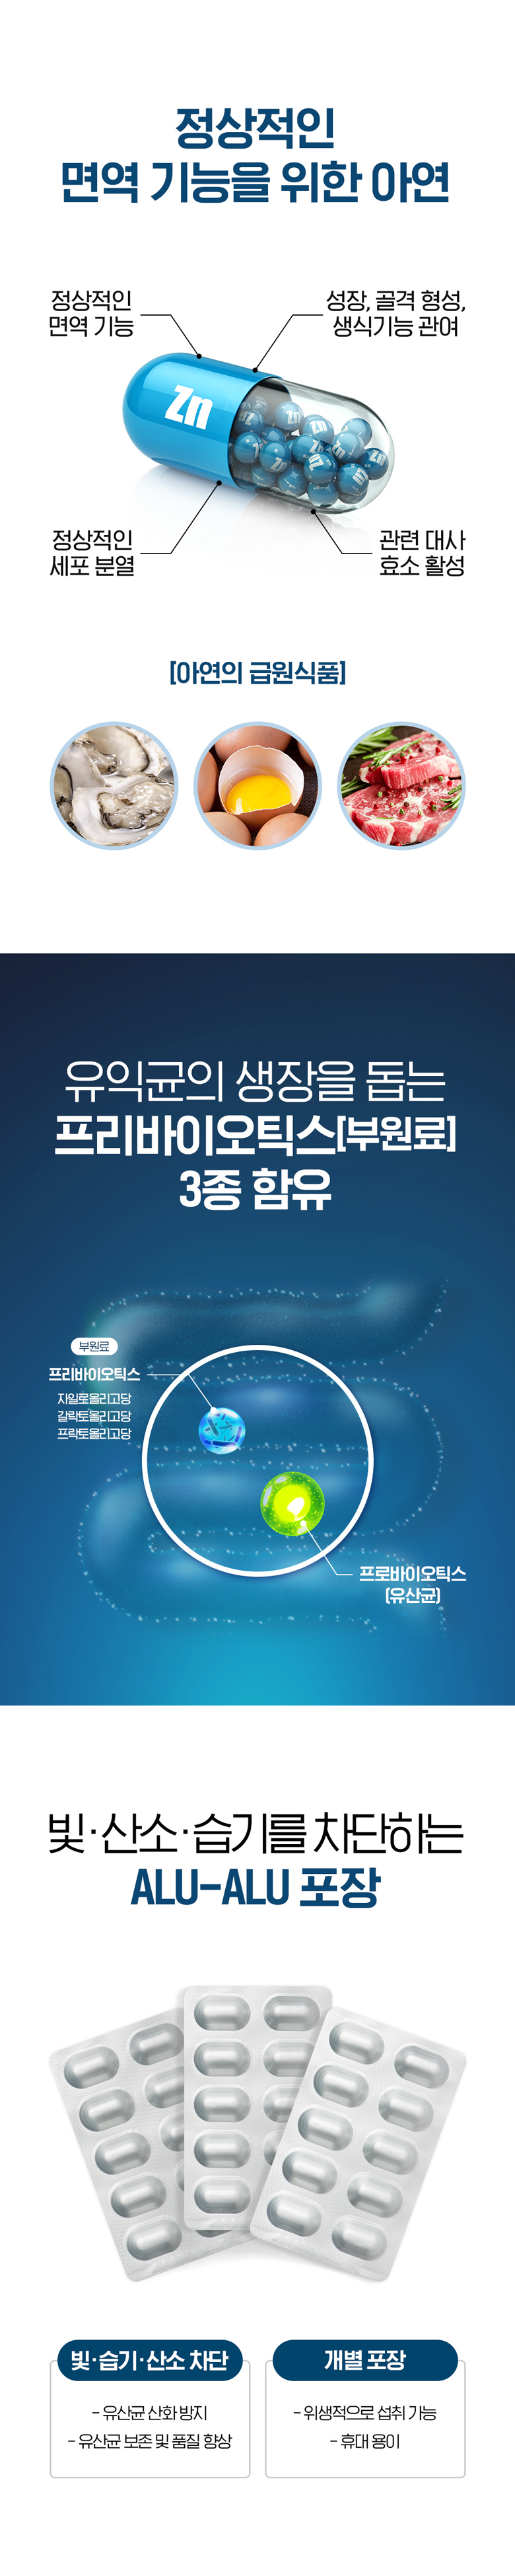 정상적인
면역 기능을 위한 아연
정상적인
면역 기능
성장, 골격 형성,
생식기능 관여
Zn
정상적인
세포 분열
관련 대사
효소 활성
[아연의 급원식품]
유익균의 생장을 돕는
프리바이오틱스[부원료]
3종 함유
부원료
프리바이오틱스
자일로올리고당
갈락토올리고당
프락토올리고당
프로바이오틱스
(유산균)
빛·산소·습기를 차단하는
ALU-ALU 포장
빛·습기·산소 차단
- 유산균 산화 방지
- 유산균 보존 및 품질 향상
개별 포장
- 위생적으로 섭취 가능
- 휴대 용이